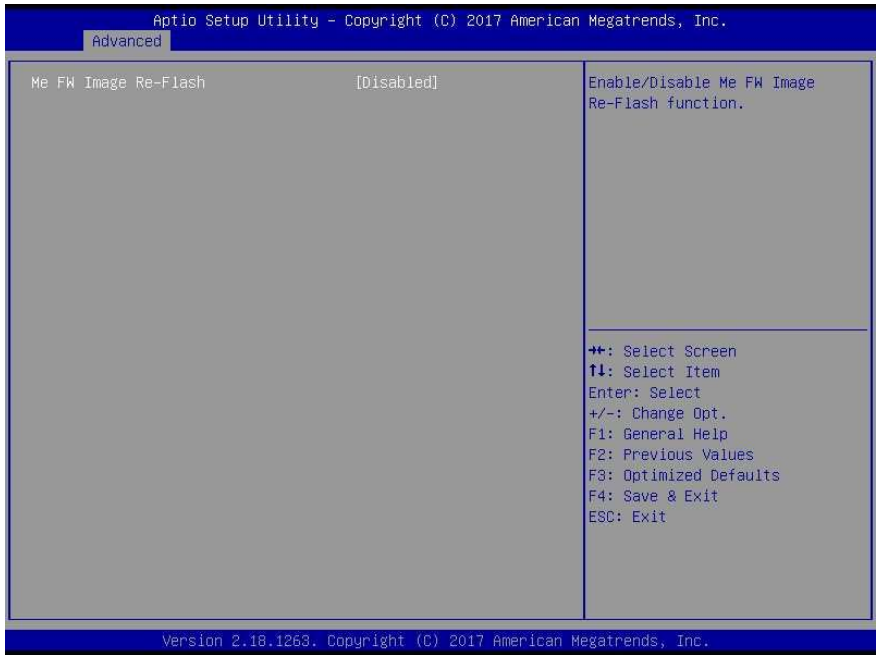 Aptio Setup Utility – Copyright (C) 2017 American Megatrends, Inc.
Advanced
Me FW Image Re-Flash [Disabled]
Enable/Disable Me FW Image
Re-Flash function.
→←: Select Screen
↑↓: Select Item
Enter: Select
+/-: Change Opt.
F1: General Help
F2: Previous Values
F3: Optimized Defaults
F4: Save & Exit
ESC: Exit
Version 2.18.1263. Copyright (C) 2017 American Megatrends, Inc.